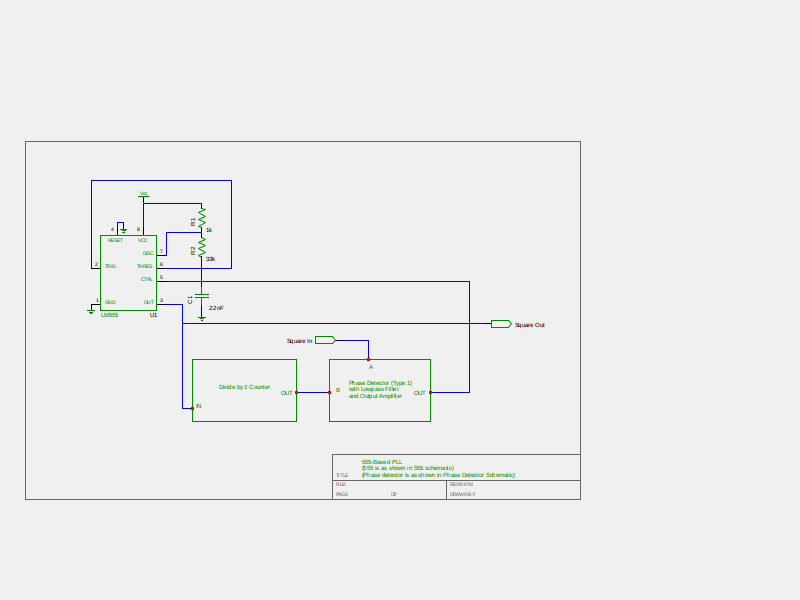 Vcc
R1
1k
4
8
RESET
VCC
R2
33k
7
DISC
2
TRIG
THRES
6
CTRL
5
1
GND
OUT
3
LM555
U1
C1
2.2nF
Square Out
Square In
A
Divide by 2 Counter
OUT
IN
B
Phase Detector (Type 1)
with Lowpass Filter
and Output Amplifier
OUT
555-Based PLL
(555 is as shown in 555 schematic)
TITLE
(Phase detector is as shown in Phase Detector Schematic)
FILE:
REVISION:
PAGE
OF
DRAWN BY: